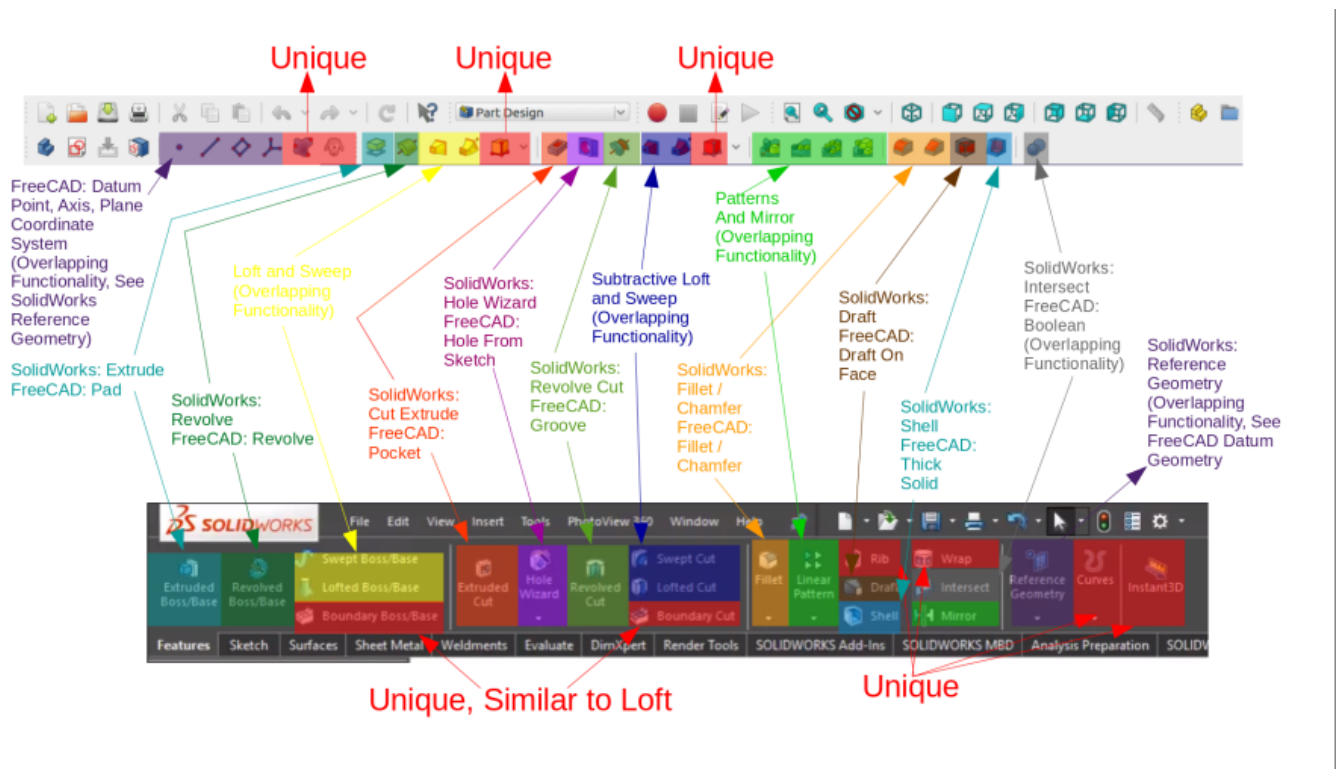 Unique
Unique
Unique
Part Design
FreeCAD: Datum
Point, Axis, Plane
Coordinate
System
(Overlapping
Functionality, See
SolidWorks
Reference
Geometry)
SolidWorks: Extrude
FreeCAD: Pad
SolidWorks:
Revolve
FreeCAD: Revolve
Loft and Sweep
(Overlapping
Functionality)
SolidWorks:
Cut Extrude
FreeCAD:
Pocket
SolidWorks:
Hole Wizard
FreeCAD:
Hole From
Sketch
SolidWorks:
Revolve Cut
FreeCAD:
Groove
Subtractive Loft
and Sweep
(Overlapping
Functionality)
SolidWorks:
Fillet /
Chamfer
FreeCAD:
Fillet /
Chamfer
Patterns
And Mirror
(Overlapping
Functionality)
SolidWorks:
Draft
FreeCAD:
Draft On
Face
SolidWorks:
Shell
FreeCAD:
Thick
Solid
SolidWorks:
Intersect
FreeCAD:
Boolean
(Overlapping
Functionality)
SolidWorks:
Reference
Geometry
(Overlapping
Functionality, See
FreeCAD Datum
Geometry
SOLIDWORKS
File Edit View Insert Tools PhotoView 360 Window Help
Extruded
Boss/Base
Revolved
Boss/Base
Swept Boss/Base
Lofted Boss/Base
Boundary Boss/Base
Extruded
Cut
Hole
Wizard
Revolved
Cut
Swept Cut
Lofted Cut
Boundary Cut
Fillet
Linear
Pattern
Rib
Draft
Shell
Wrap
Intersect
Mirror
Reference
Geometry
Curves
Instant3D
Features Sketch Surfaces Sheet Metal Weldments Evaluate DimXpert Render Tools SOLIDWORKS Add-Ins SOLIDWORKS MBD Analysis Preparation
Unique, Similar to Loft
Unique